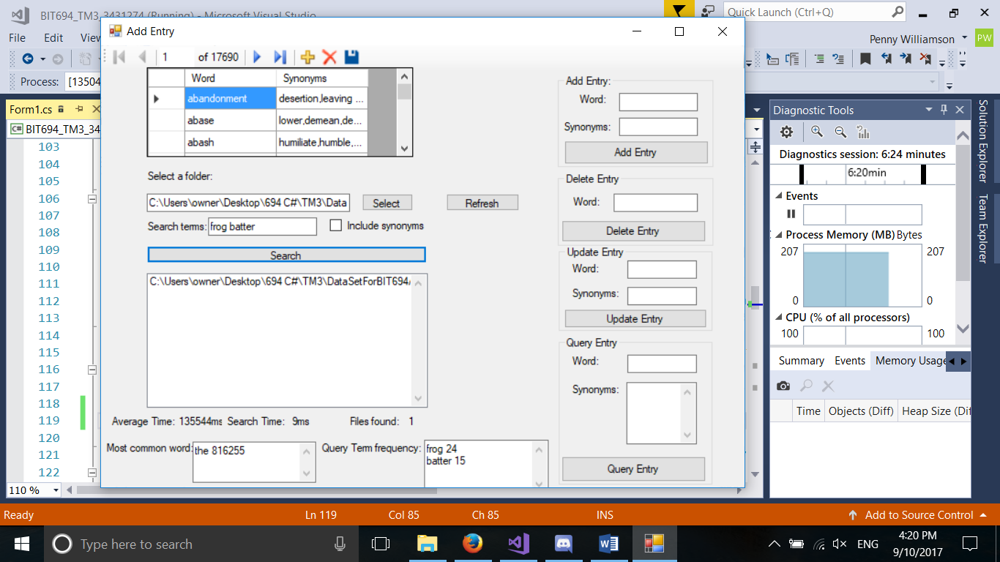 BIT694_TM3_3431274 (Running) - Microsoft Visual Studio
Quick Launch (Ctrl+Q)
File Edit View
Penny Williamson PW
Process: [13504
Form1.cs
BIT694_TM3_34
103
104
105
106
107
108
109
110
111
112
113
114
115
116
117
118
119
120
121
122
110 %
Add Entry
1 of 17690
Word Synonyms
abandonment desertion,leaving ...
abase lower,demean,de...
abash humiliate,humble,...
Select a folder:
C:\Users\owner\Desktop\694 C#\TM3\Data
Select
Refresh
Search terms: frog batter
Include synonyms
Search
C:\Users\owner\Desktop\694 C#\TM3\DataSetForBIT694
Average Time: 135544ms Search Time: 9ms Files found: 1
Most common word: the 816255
Query Term frequency: frog 24
batter 15
Add Entry:
Word:
Synonyms:
Add Entry
Delete Entry
Word:
Delete Entry
Update Entry
Word:
Synonyms:
Update Entry
Query Entry
Word:
Synonyms:
Query Entry
Diagnostic Tools
Diagnostics session: 6:24 minutes
6:20min
Events
Process Memory (MB) Bytes
207 207
0 0
CPU (% of all processors)
100 100
Summary Events Memory Usage
Time Objects (Diff) Heap Size (Dif
Solution Explorer
Team Explorer
Ready Ln 119 Col 85 Ch 85 INS Add to Source Control
Type here to search
ENG
4:20 PM
9/10/2017